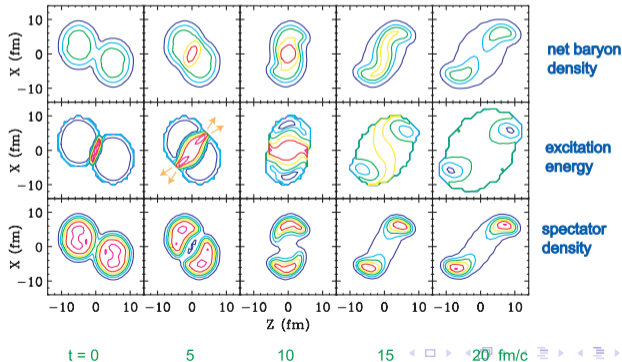 10
X (fm)
0
−10
net baryon
density
10
X (fm)
0
−10
excitation
energy
10
X (fm)
0
−10
spectator
density
−10 0 10 −10 0 10 −10 0 10 −10 0 10 −10 0 10
Z (fm)
t = 0 5 10 15 20 fm/c